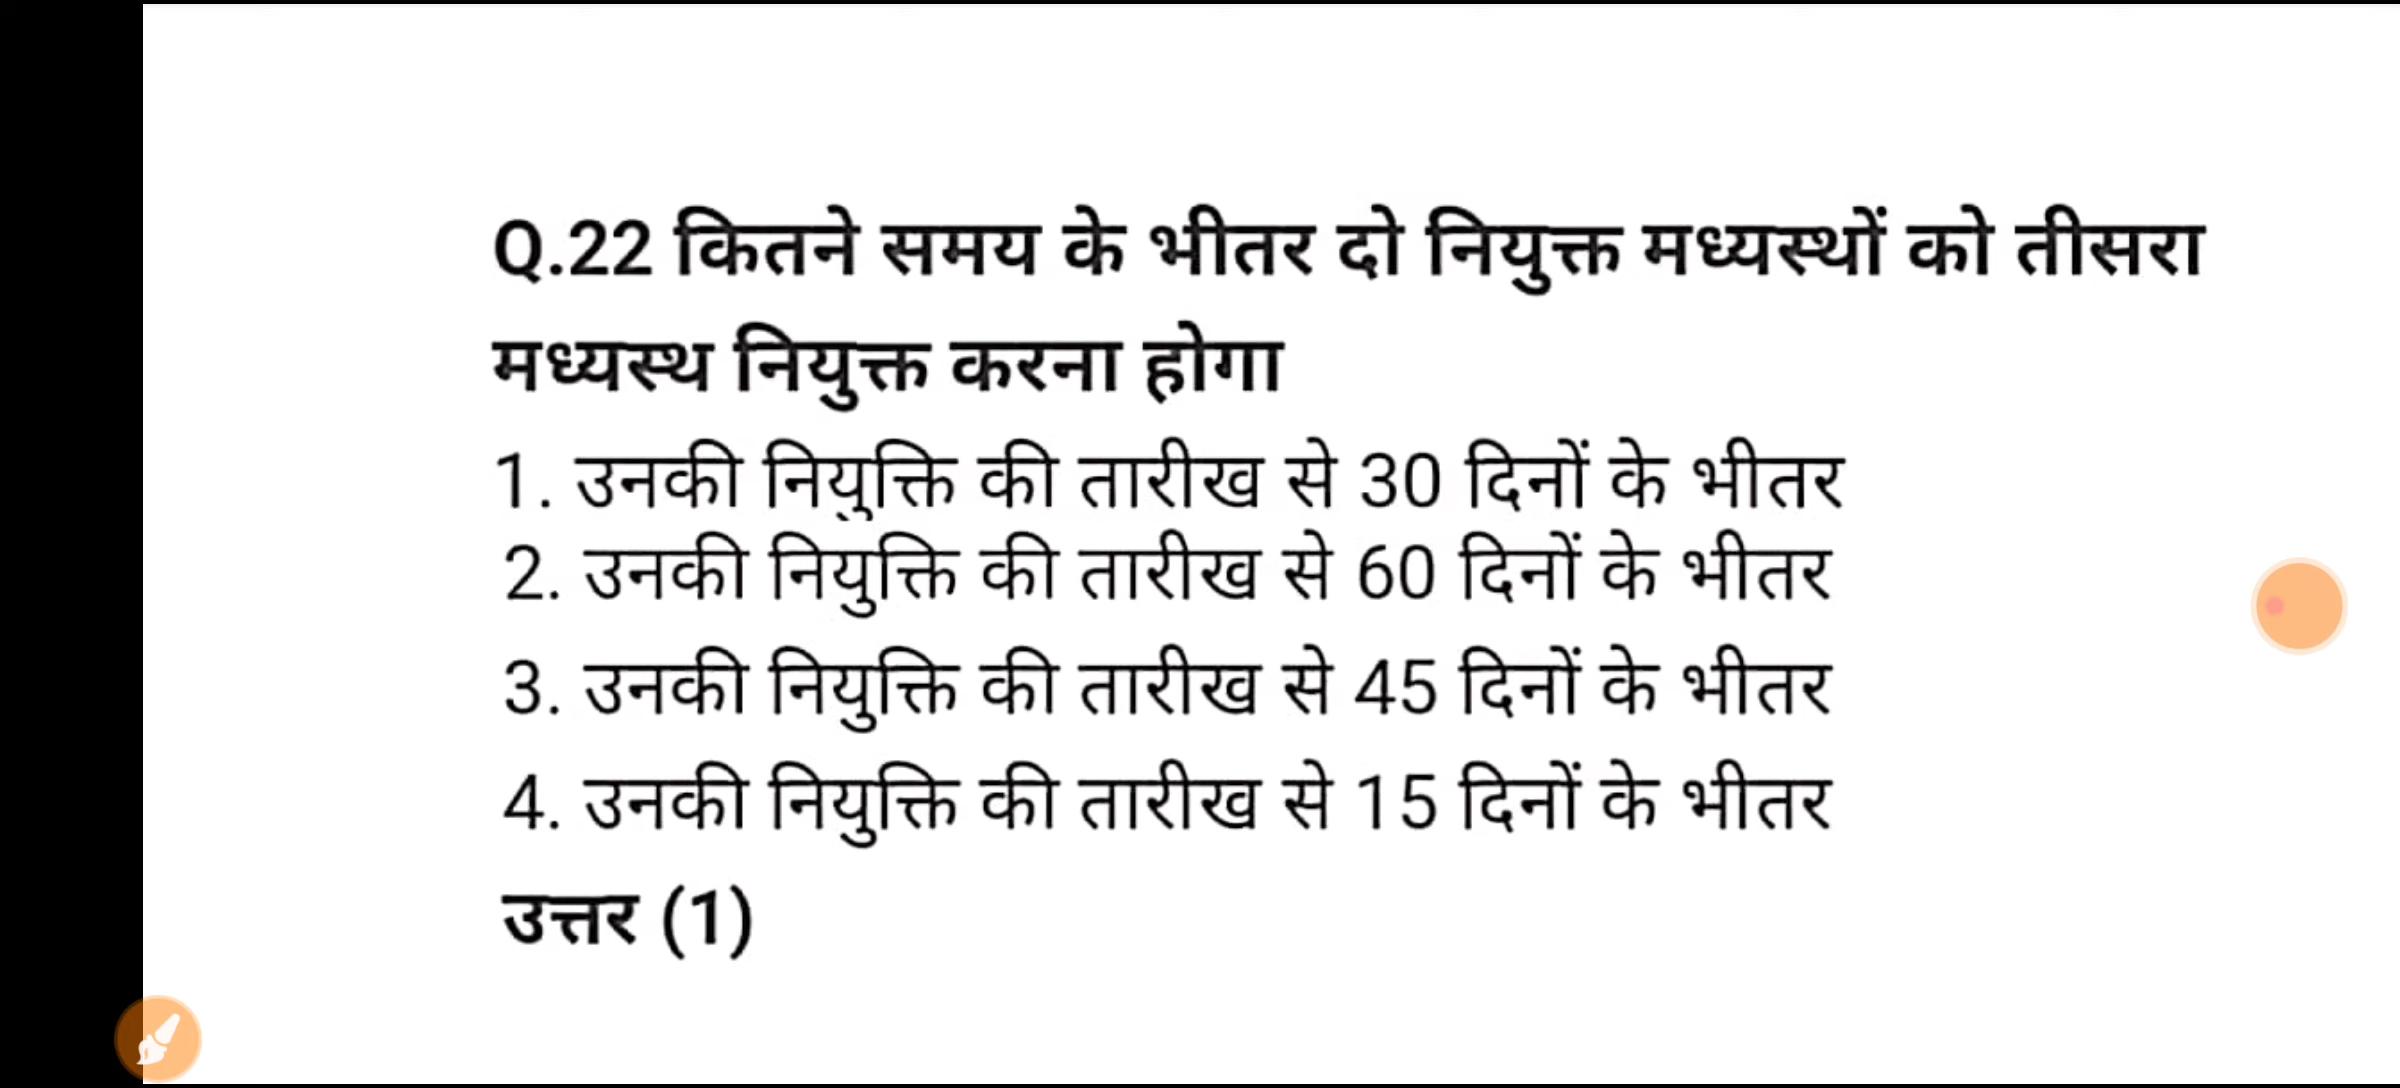 Q.22 कितने समय के भीतर दो नियुक्त मध्यस्थों को तीसरा
मध्यस्थ नियुक्त करना होगा
1. उनकी नियुक्ति की तारीख से 30 दिनों के भीतर
2. उनकी नियुक्ति की तारीख से 60 दिनों के भीतर
3. उनकी नियुक्ति की तारीख से 45 दिनों के भीतर
4. उनकी नियुक्ति की तारीख से 15 दिनों के भीतर
उत्तर (1)